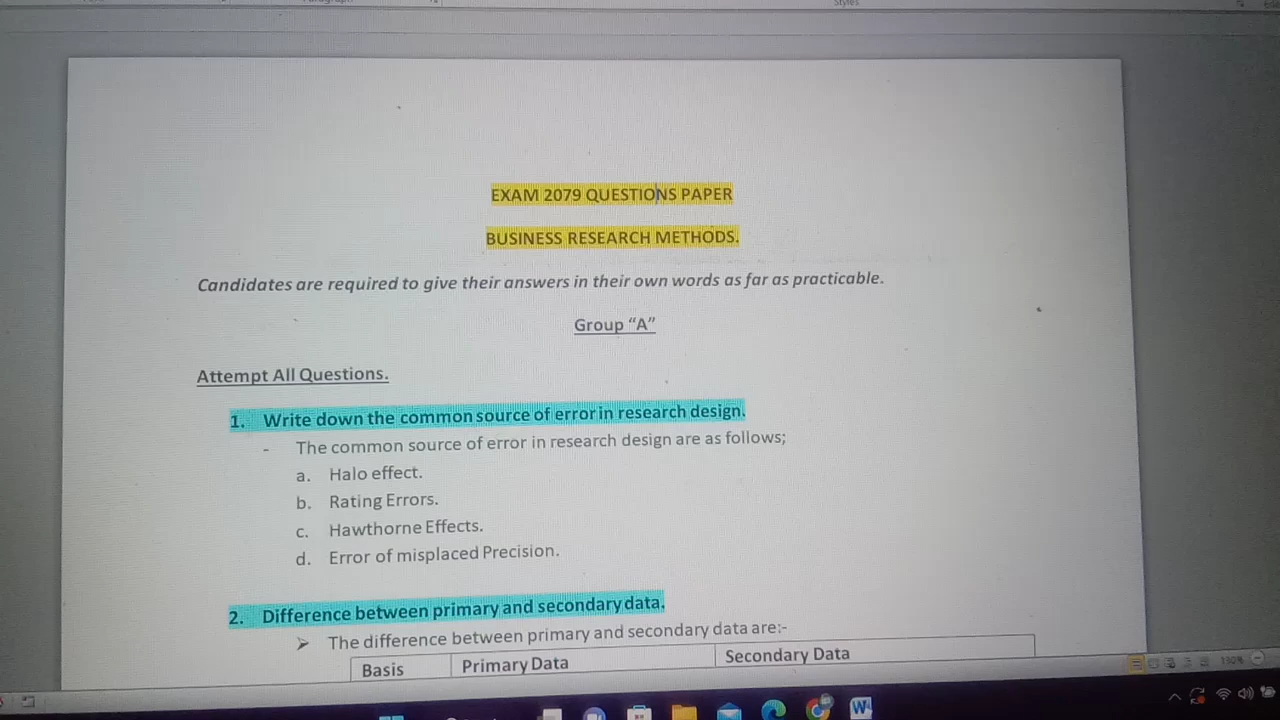 Styles
EXAM 2079 QUESTIONS PAPER
BUSINESS RESEARCH METHODS.
Candidates are required to give their answers in their own words as far as practicable.
Group “A”
Attempt All Questions.
1. Write down the common source of error in research design.
- The common source of error in research design are as follows;
a. Halo effect.
b. Rating Errors.
c. Hawthorne Effects.
d. Error of misplaced Precision.
2. Difference between primary and secondary data.
➢ The difference between primary and secondary data are:-
Basis Primary Data Secondary Data
130%
W